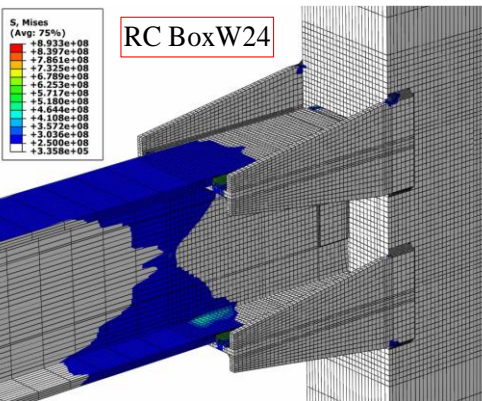 S, Mises
(Avg: 75%)
+8.933e+08
+8.397e+08
+7.861e+08
+7.325e+08
+6.789e+08
+6.253e+08
+5.717e+08
+5.180e+08
+4.644e+08
+4.108e+08
+3.572e+08
+3.036e+08
+2.500e+08
+3.358e+05
RC BoxW24